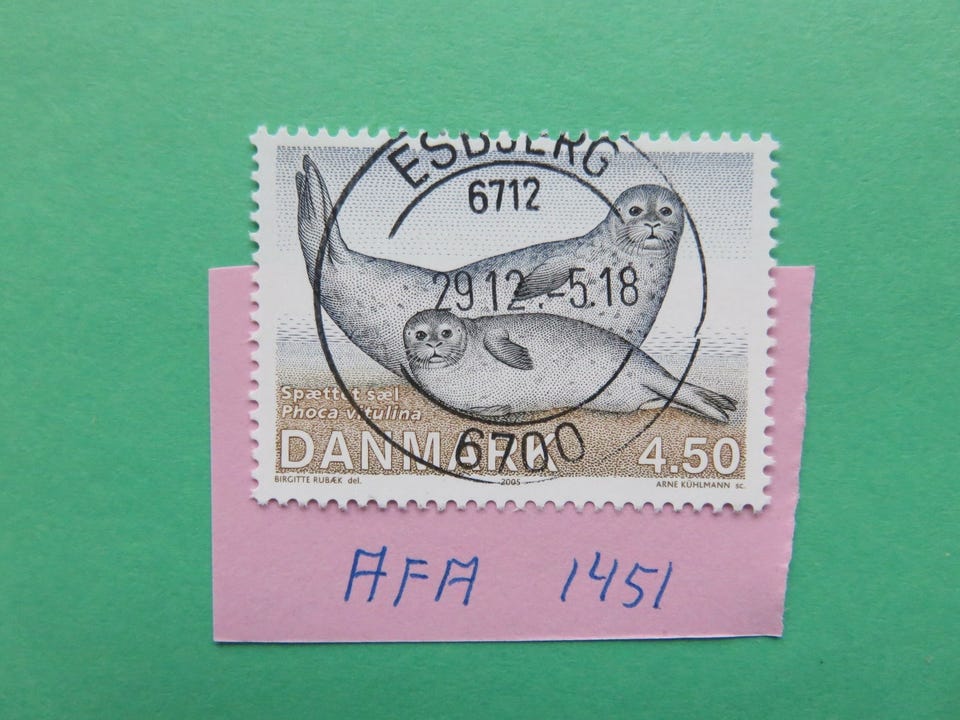 ESBJERG
6712
29.12.-5.18
6700
Spættet sæl
Phoca vitulina
DANMARK 4.50
BIRGITTE RUBÆK del. 2005 ARNE KÜHLMANN sc.
AFA 1451